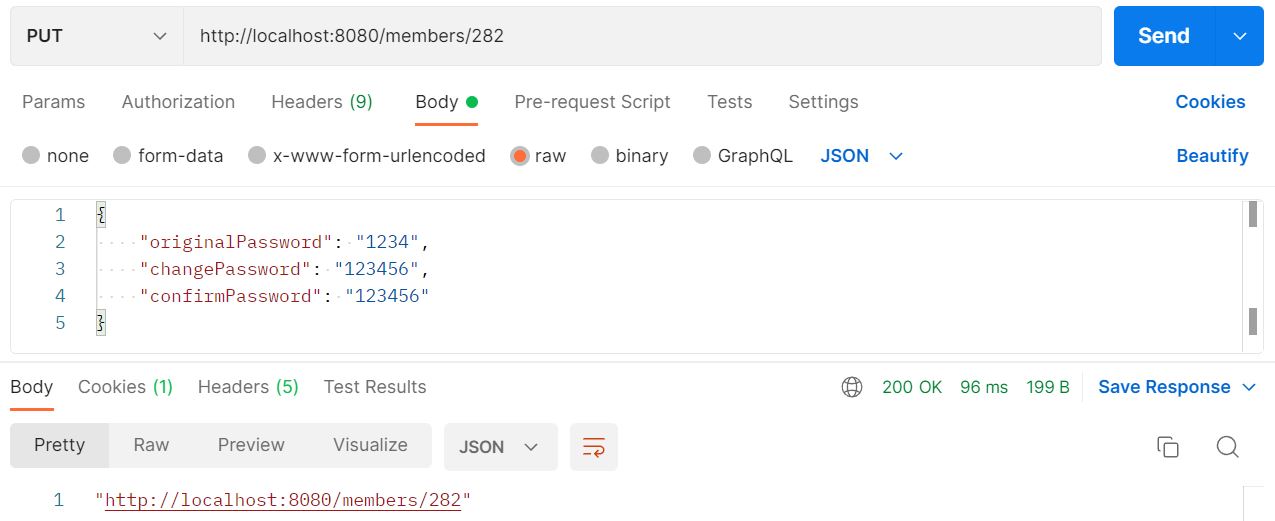 PUT http://localhost:8080/members/282 Send
Params Authorization Headers (9) Body Pre-request Script Tests Settings Cookies
none form-data x-www-form-urlencoded raw binary GraphQL JSON Beautify
1 {
2 "originalPassword": "1234",
3 "changePassword": "123456",
4 "confirmPassword": "123456"
5 }
Body Cookies (1) Headers (5) Test Results 200 OK 96 ms 199 B Save Response
Pretty Raw Preview Visualize JSON
1 "http://localhost:8080/members/282"